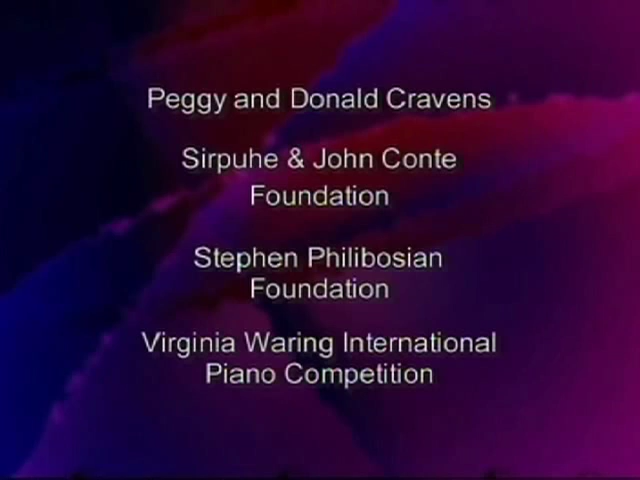 Peggy and Donald Cravens
Sirpuhe & John Conte
Foundation
Stephen Philibosian
Foundation
Virginia Waring International
Piano Competition